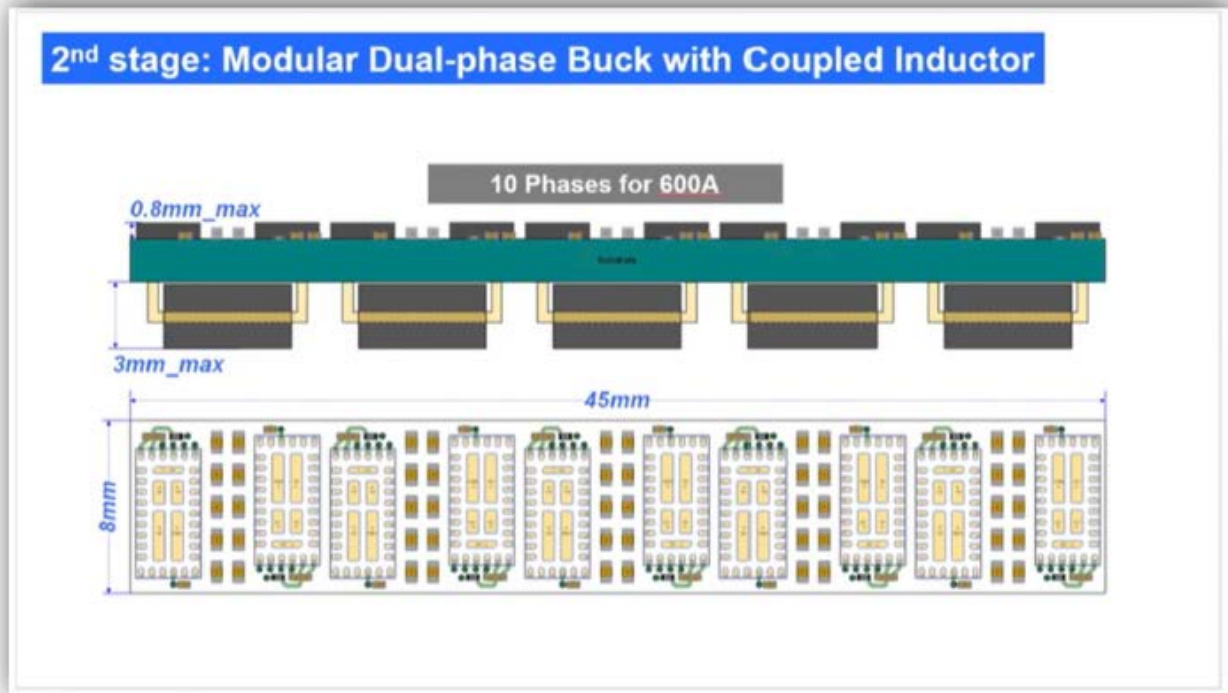 2nd stage: Modular Dual-phase Buck with Coupled Inductor
10 Phases for 600A
0.8mm_max
3mm_max
45mm
8mm